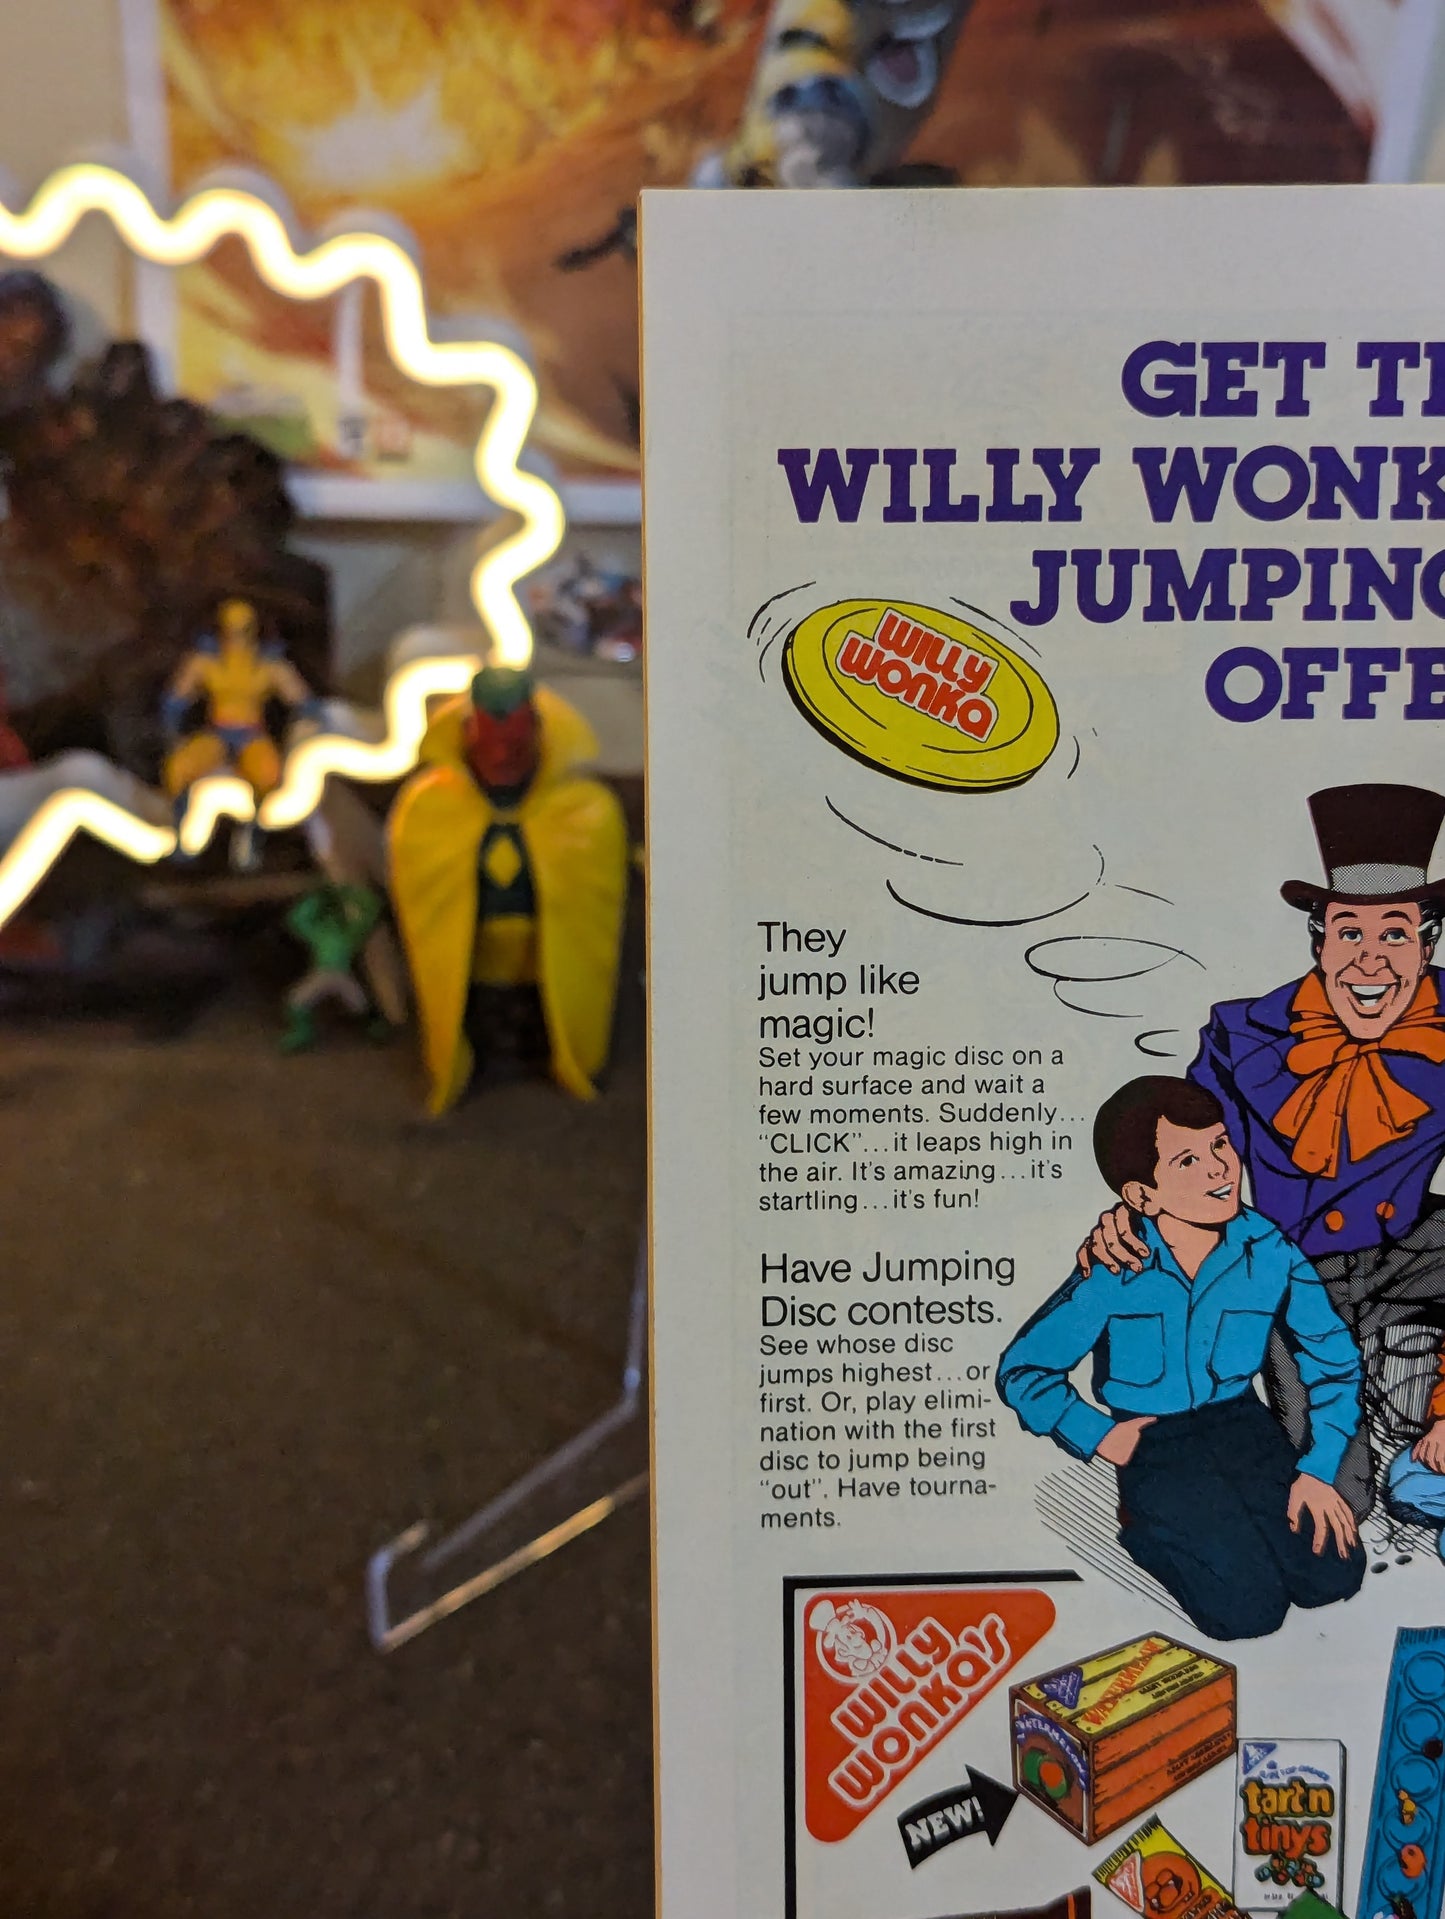 GET
WILLY WONK
JUMPING
OFFE
WILLY
WONKA
They
jump like
magic!
Set your magic disc on a
hard surface and wait a
few moments. Suddenly...
“CLICK”...it leaps high in
the air. It's amazing...it's
startling...it's fun!
Have Jumping
Disc contests.
See whose disc
jumps highest...or
first. Or, play elimi-
nation with the first
disc to jump being
“out”. Have tourna-
ments.
WILLY
WONKA'S
NEW!
WATERMELON
tart n
tinys